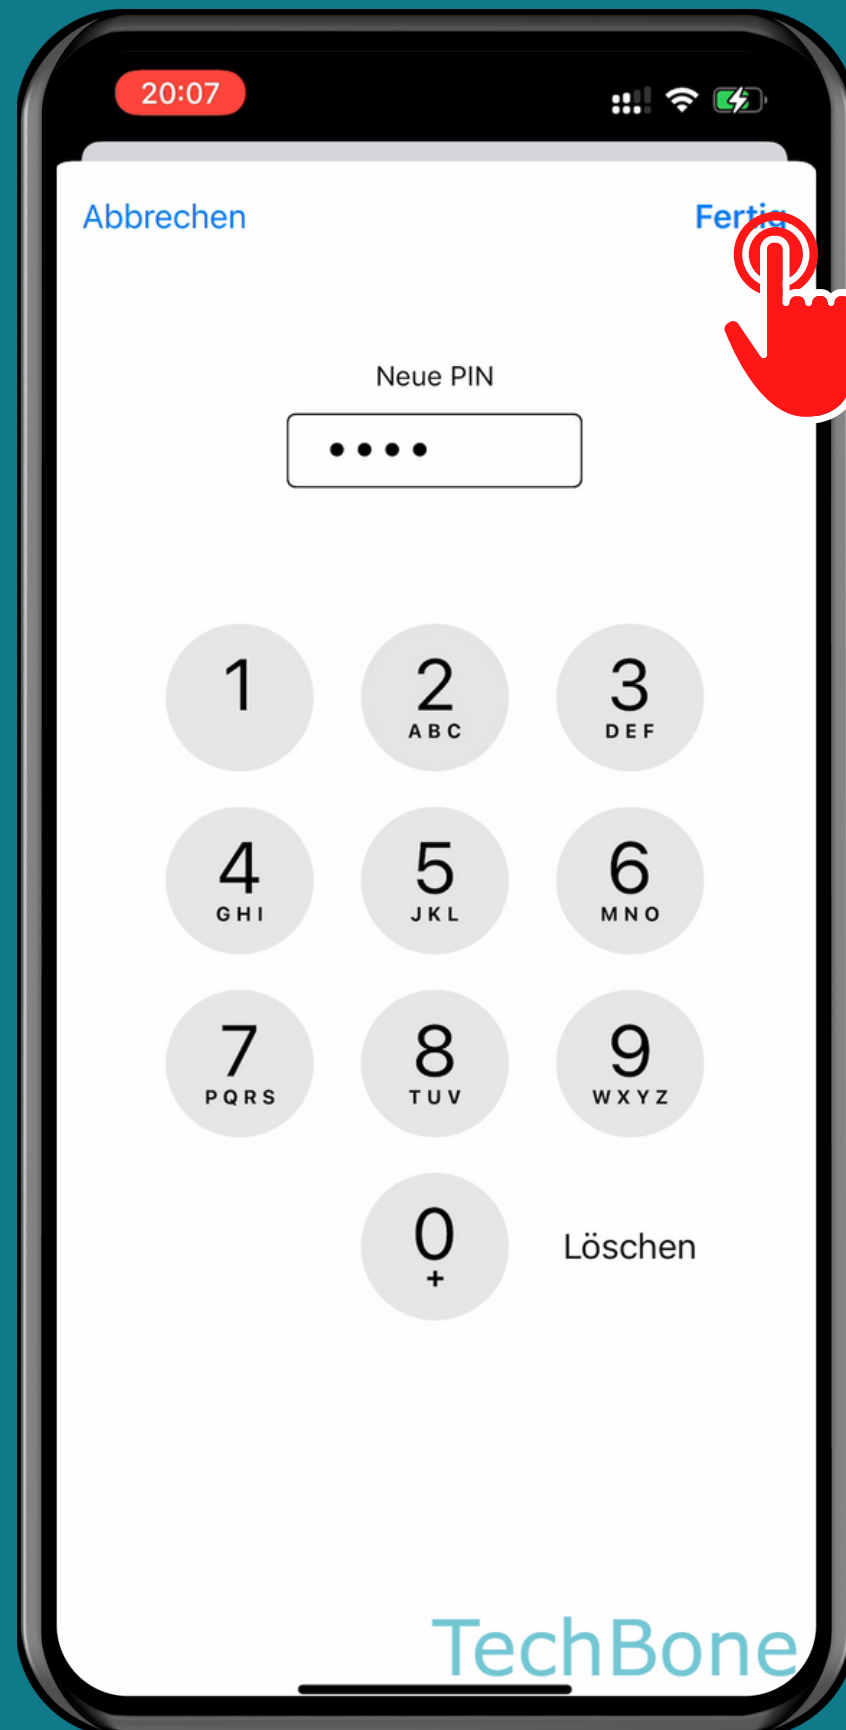 20:07
Abbrechen
Fertig
Neue PIN
1
2
ABC
3
DEF
4
GHI
5
JKL
6
MNO
7
PQRS
8
TUV
9
WXYZ
0
+
Löschen
TechBone